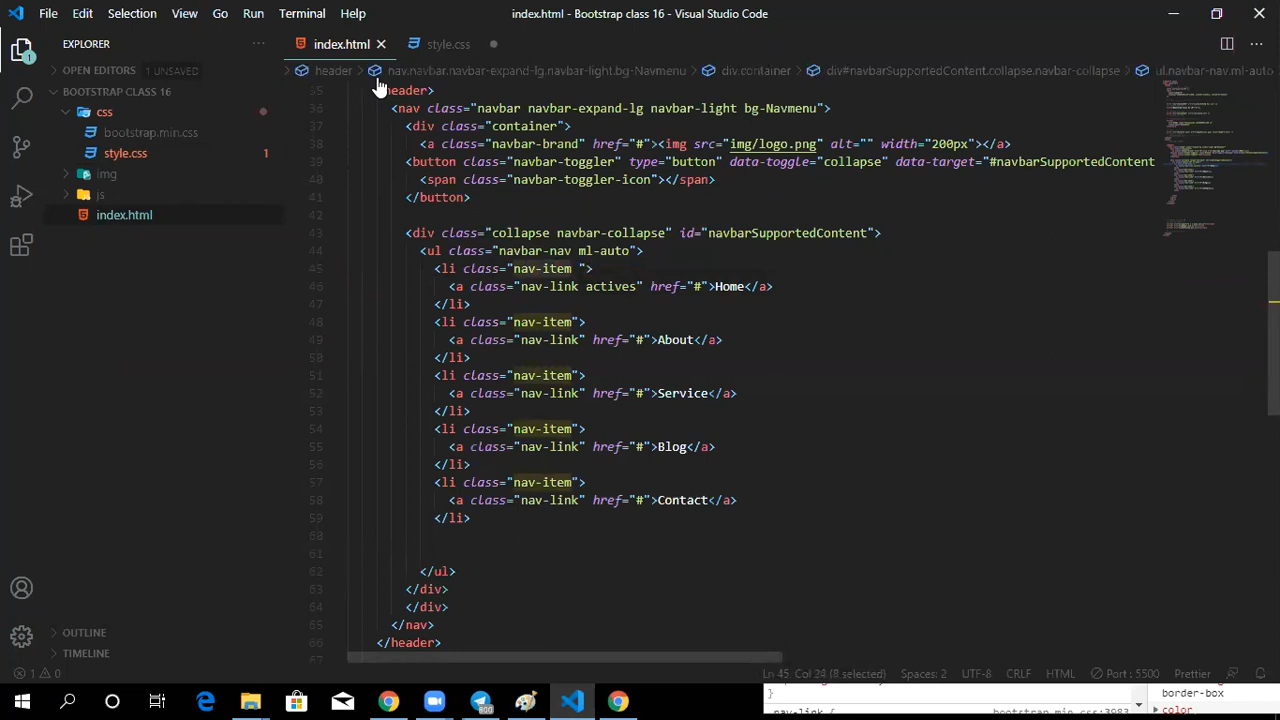 File Edit Selection View Go Run Terminal Help index.html - Bootstrap class 16 - Visual Studio Code
EXPLORER
OPEN EDITORS 1 UNSAVED
BOOTSTRAP CLASS 16
css
bootstrap.min.css
style.css 1
img
js
index.html
OUTLINE
TIMELINE
index.html style.css
header nav.navbar.navbar-expand-lg.navbar-light.bg-Navmenu div.container div#navbarSupportedContent.collapse.navbar-collapse ul.navbar-nav.ml-auto
35 header>
36 <nav class="navbar navbar-expand-lg navbar-light bg-Navmenu">
37 <div class="container">
38 <a class="navbar-brand" href="#"><img src="img/logo.png" alt="" width="200px"></a>
39 <button class="navbar-toggler" type="button" data-toggle="collapse" data-target="#navbarSupportedContent
40 <span class="navbar-toggler-icon"></span>
41 </button>
42
43 <div class="collapse navbar-collapse" id="navbarSupportedContent">
44 <ul class="navbar-nav ml-auto">
45 <li class="nav-item ">
46 <a class="nav-link actives" href="#">Home</a>
47 </li>
48 <li class="nav-item">
49 <a class="nav-link" href="#">About</a>
50 </li>
51 <li class="nav-item">
52 <a class="nav-link" href="#">Service</a>
53 </li>
54 <li class="nav-item">
55 <a class="nav-link" href="#">Blog</a>
56 </li>
57 <li class="nav-item">
58 <a class="nav-link" href="#">Contact</a>
59 </li>
60
61
62 </ul>
63 </div>
64 </div>
65 </nav>
66 </header>
67
1 0 Ln 45, Col 24 (8 selected) Spaces: 2 UTF-8 CRLF HTML Port : 5500 Prettier
}
border-box
color
bootstrap.min.css:3983